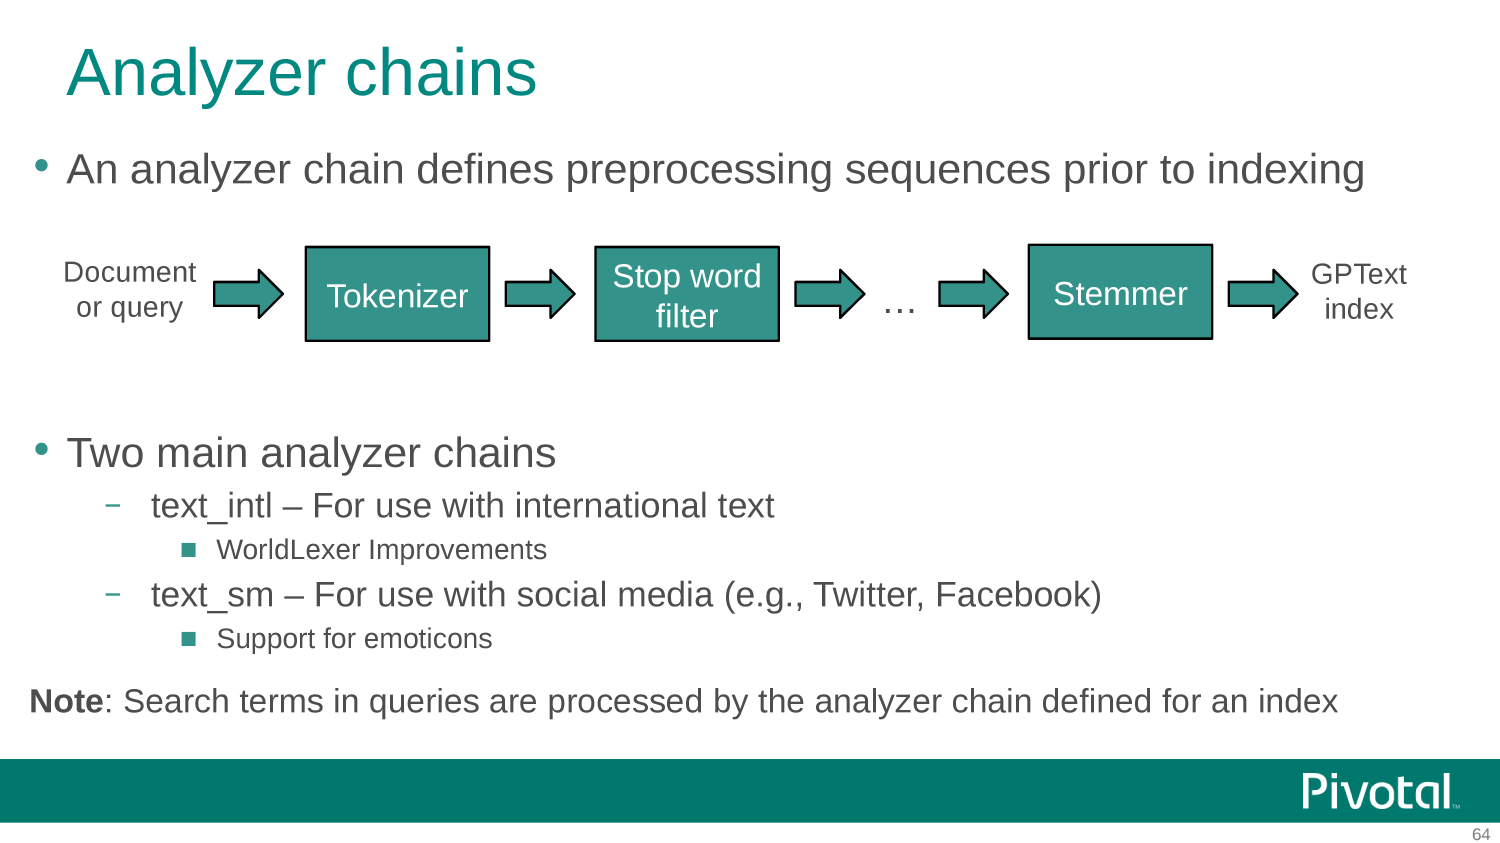 Analyzer chains
• An analyzer chain defines preprocessing sequences prior to indexing
Document
or query
Tokenizer
Stop word
filter
...
Stemmer
GPText
index
• Two main analyzer chains
– text_intl – For use with international text
■ WorldLexer Improvements
– text_sm – For use with social media (e.g., Twitter, Facebook)
■ Support for emoticons
Note: Search terms in queries are processed by the analyzer chain defined for an index
Pivotal™
64